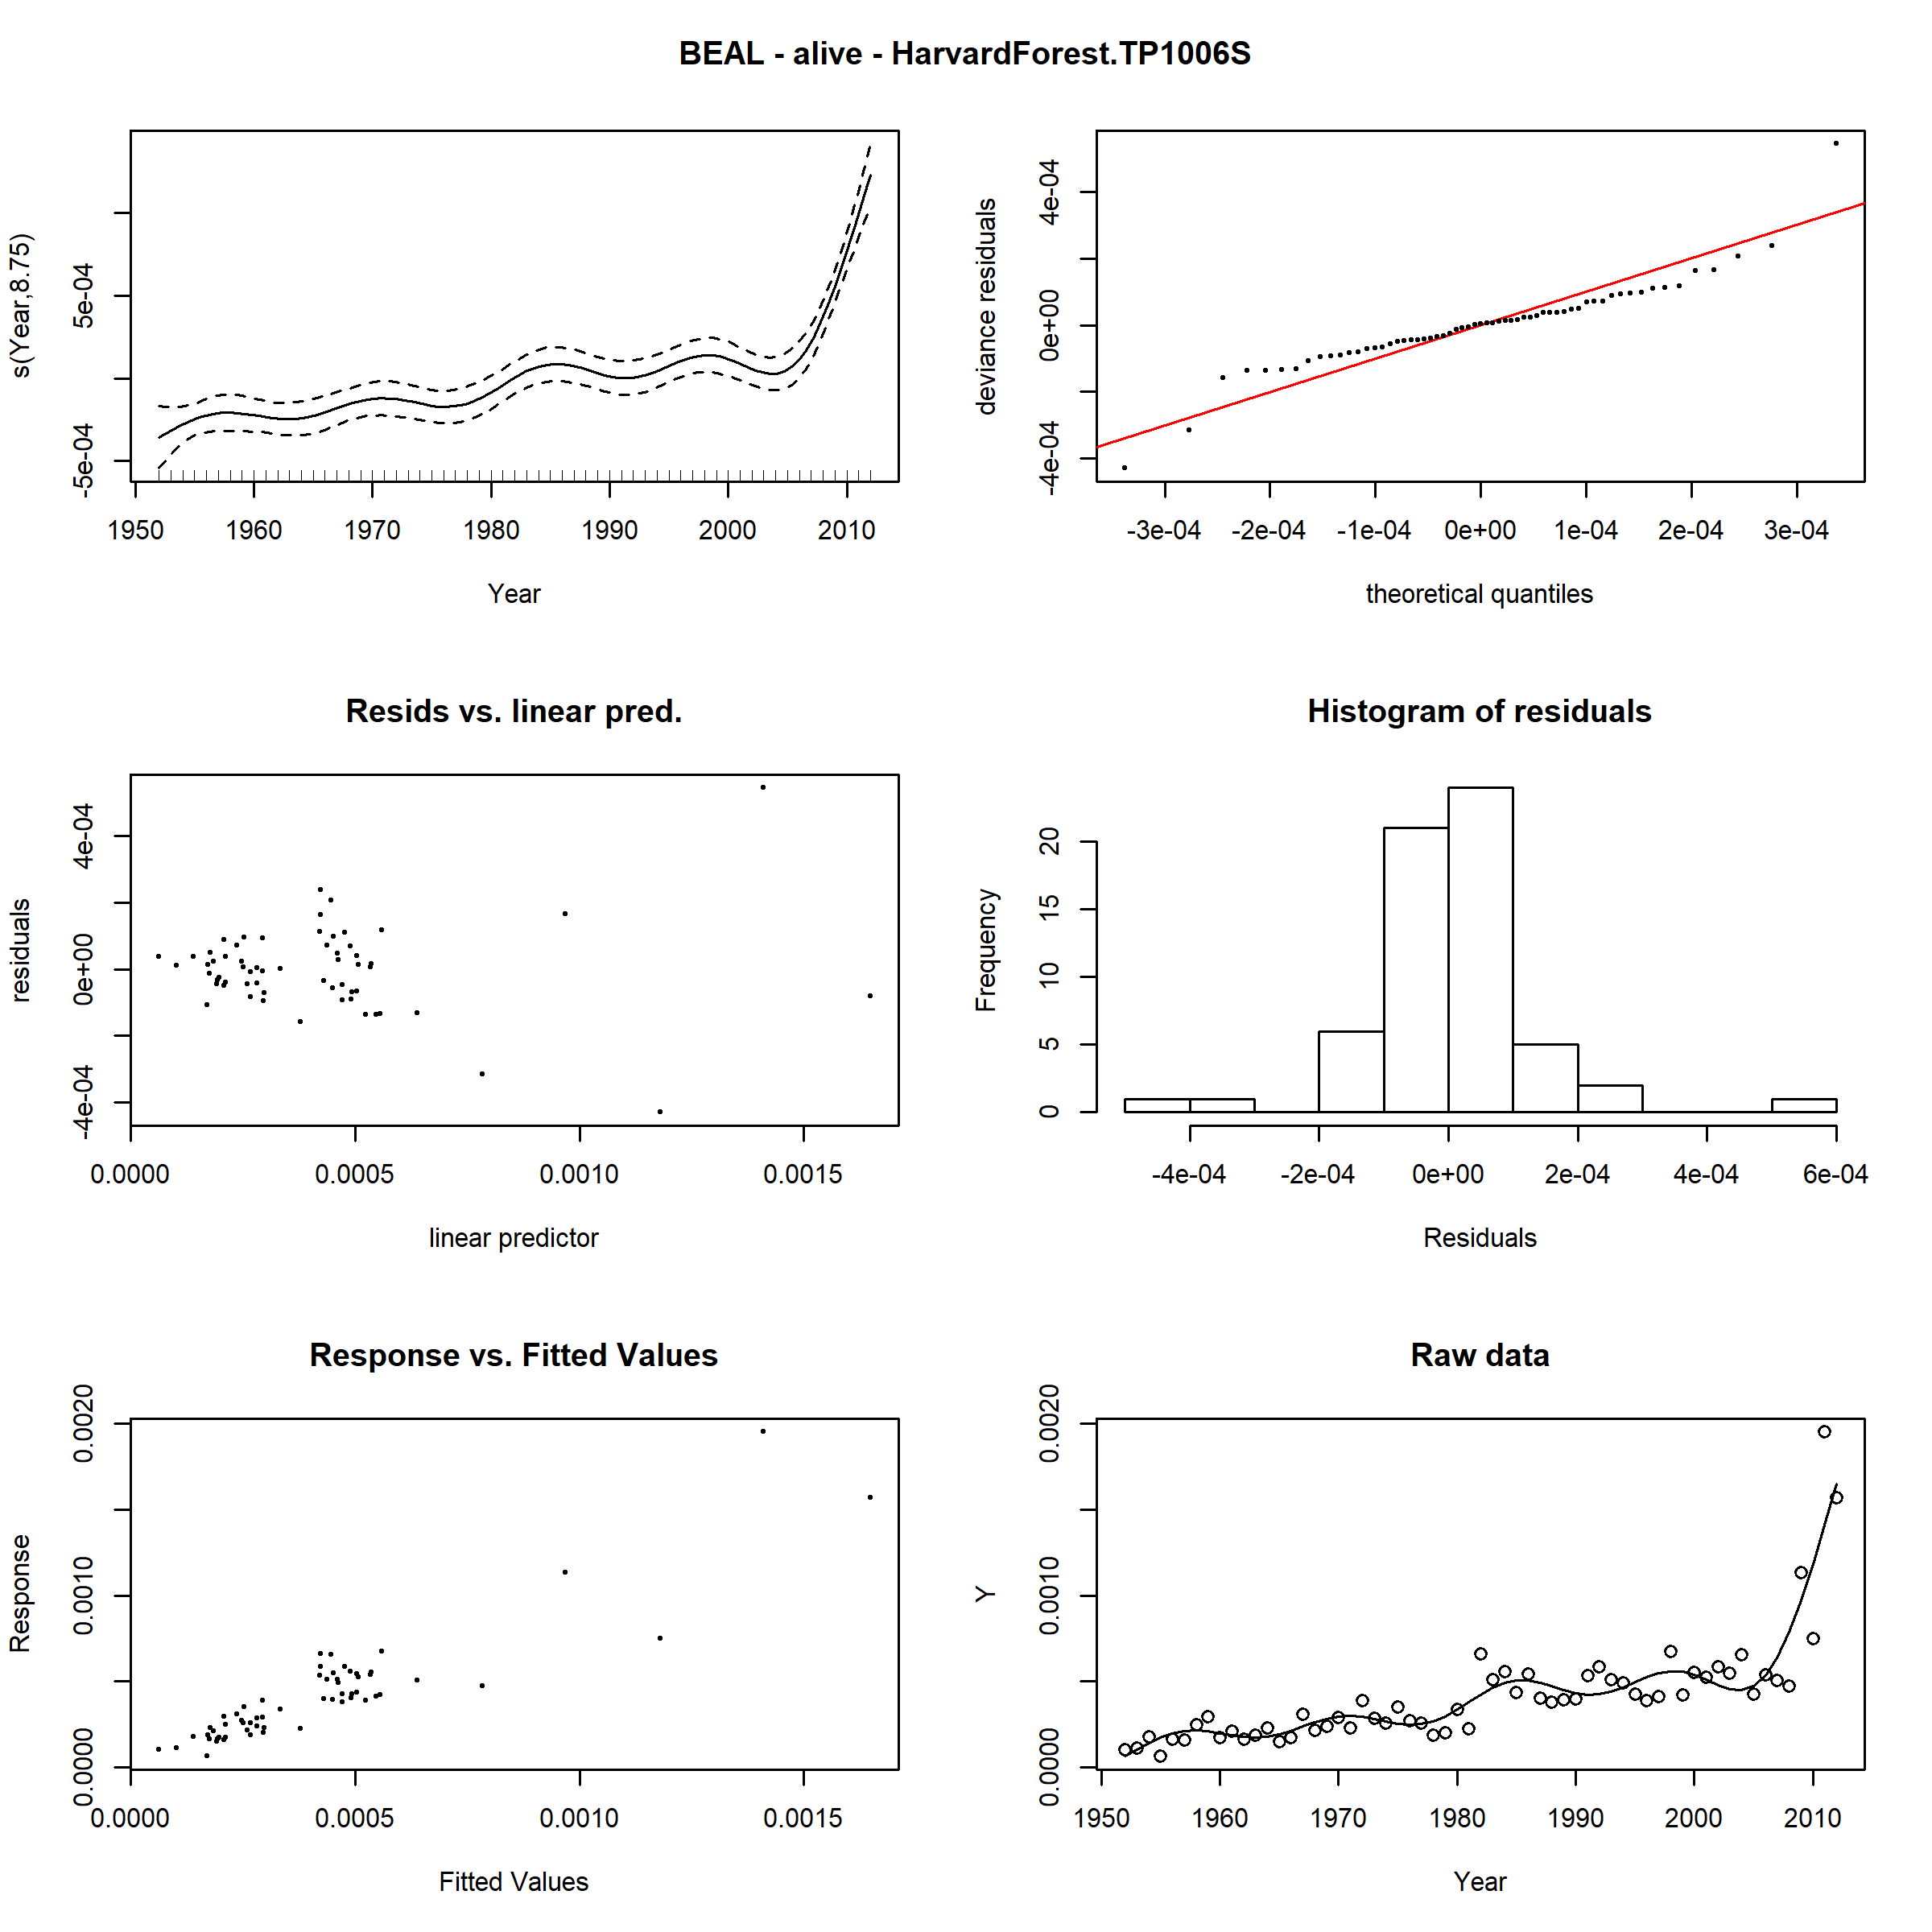 BEAL - alive - HarvardForest.TP1006S
s(Year,8.75)
-5e-04 5e-04
1950 1960 1970 1980 1990 2000 2010
Year
deviance residuals
-4e-04 0e+00 4e-04
-3e-04 -2e-04 -1e-04 0e+00 1e-04 2e-04 3e-04
theoretical quantiles
Resids vs. linear pred.
residuals
-4e-04 0e+00 4e-04
0.0000 0.0005 0.0010 0.0015
linear predictor
Histogram of residuals
Frequency
0 5 10 15 20
-4e-04 -2e-04 0e+00 2e-04 4e-04 6e-04
Residuals
Response vs. Fitted Values
Response
0.0000 0.0010 0.0020
0.0000 0.0005 0.0010 0.0015
Fitted Values
Raw data
Y
0.0000 0.0010 0.0020
1950 1960 1970 1980 1990 2000 2010
Year